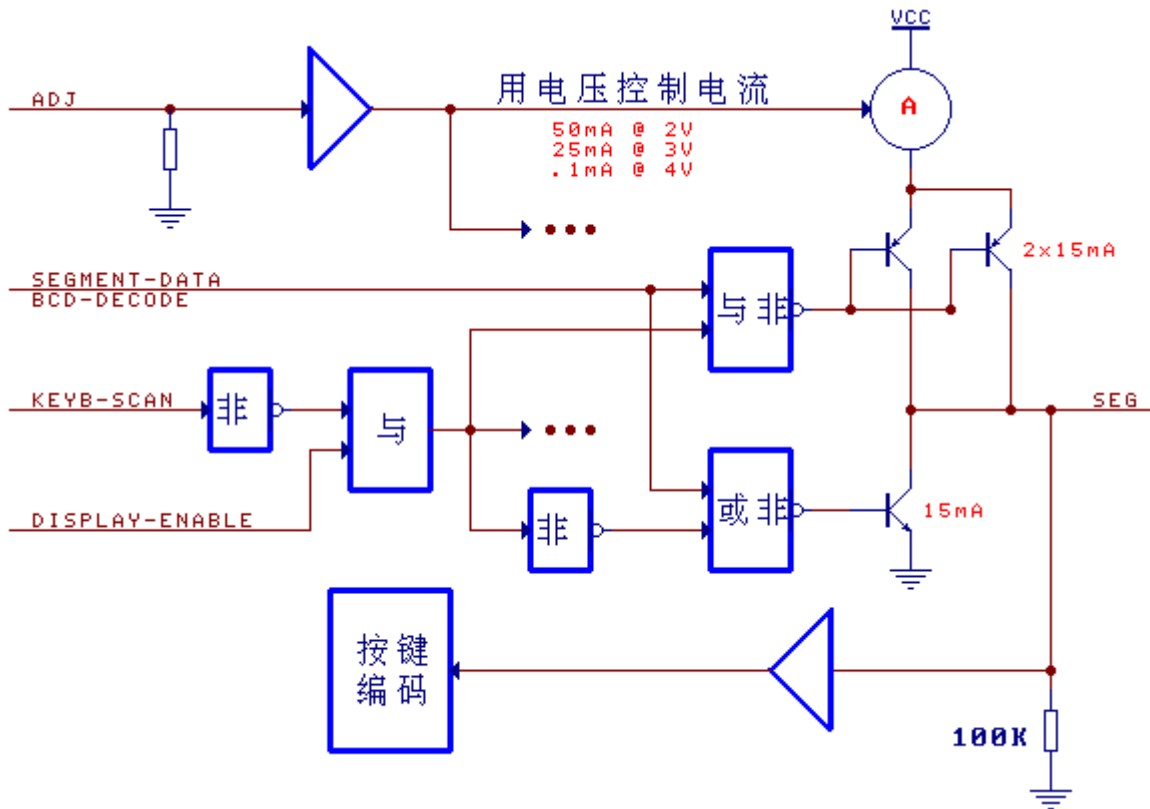 VCC
ADJ
用电压控制电流
A
50mA @ 2V
25mA @ 3V
.1mA @ 4V
2x15mA
SEGMENT-DATA
BCD-DECODE
与非
KEYB-SCAN
非
与
SEG
DISPLAY-ENABLE
非
或非
15mA
按键
编码
100K